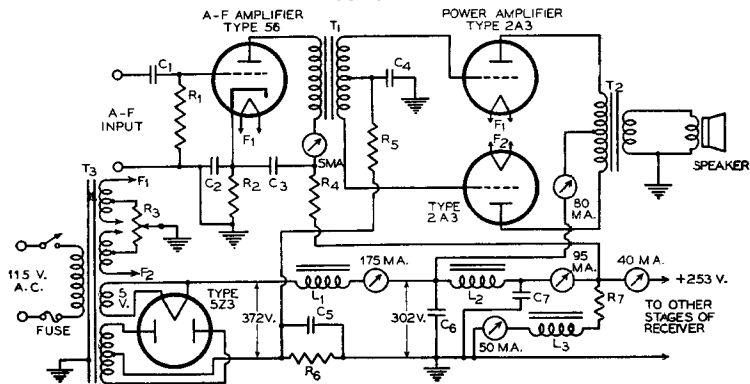 A-F AMPLIFIER
TYPE 56
T1
POWER AMPLIFIER
TYPE 2A3
C1
C4
T2
R1
A-F
INPUT
F1
F1
F2
R5
5MA.
SPEAKER
C2
R2
C3
R4
TYPE
2A3
80
MA.
T3
F1
R3
F2
115 V.
A.C.
FUSE
5
V.
TYPE
5Z3
175 MA.
95
MA.
40 MA.
+253 V.
L1
L2
C7
R7
TO OTHER
STAGES OF
RECEIVER
372V.
C5
302V.
C6
50 MA.
L3
R6